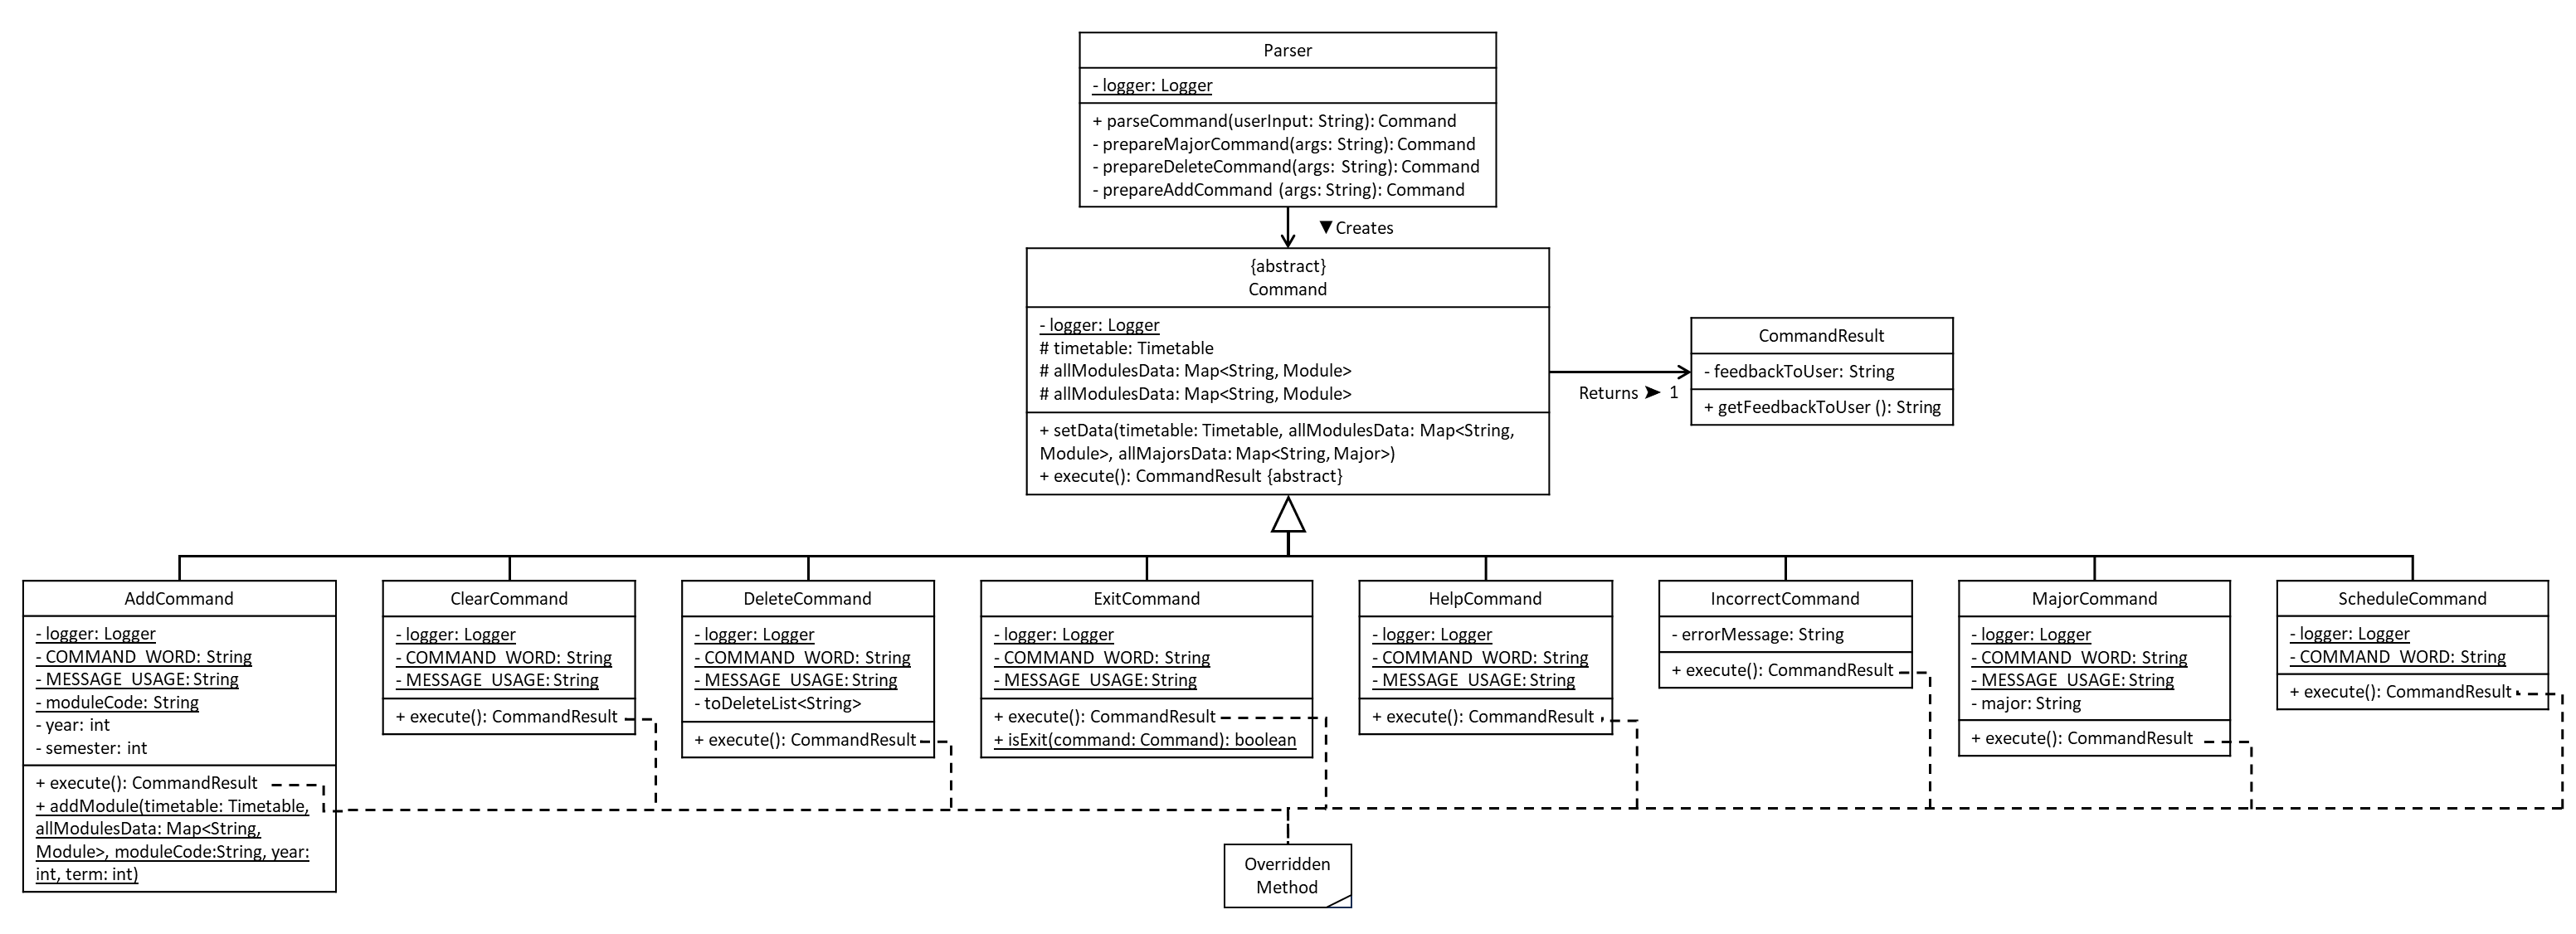 Parser
- logger: Logger
+ parseCommand(userInput: String): Command
- prepareMajorCommand(args: String): Command
- prepareDeleteCommand(args: String): Command
- prepareAddCommand (args: String): Command
▼Creates
{abstract}
Command
- logger: Logger
# timetable: Timetable
# allModulesData: Map<String, Module>
# allModulesData: Map<String, Module>
+ setData(timetable: Timetable, allModulesData: Map<String,
Module>, allMajorsData: Map<String, Major>)
+ execute(): CommandResult {abstract}
Returns ➤ 1
CommandResult
- feedbackToUser: String
+ getFeedbackToUser (): String
AddCommand
- logger: Logger
- COMMAND_WORD: String
- MESSAGE_USAGE: String
- moduleCode: String
- year: int
- semester: int
+ execute(): CommandResult
+ addModule(timetable: Timetable,
allModulesData: Map<String,
Module>, moduleCode:String, year:
int, term: int)
ClearCommand
- logger: Logger
- COMMAND_WORD: String
- MESSAGE_USAGE: String
+ execute(): CommandResult
DeleteCommand
- logger: Logger
- COMMAND_WORD: String
- MESSAGE_USAGE: String
- toDeleteList<String>
+ execute(): CommandResult
ExitCommand
- logger: Logger
- COMMAND_WORD: String
- MESSAGE_USAGE: String
+ execute(): CommandResult
+ isExit(command: Command): boolean
HelpCommand
- logger: Logger
- COMMAND_WORD: String
- MESSAGE_USAGE: String
+ execute(): CommandResult
IncorrectCommand
- errorMessage: String
+ execute(): CommandResult
MajorCommand
- logger: Logger
- COMMAND_WORD: String
- MESSAGE_USAGE: String
- major: String
+ execute(): CommandResult
ScheduleCommand
- logger: Logger
- COMMAND_WORD: String
+ execute(): CommandResult
Overridden
Method